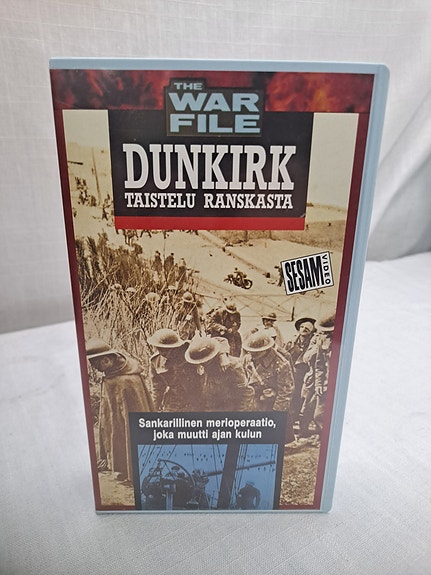 THE
WAR
FILE
DUNKIRK
TAISTELU RANSKASTA
SESAM
VIDEO
Sankarillinen merioperaatio,
joka muutti ajan kulun